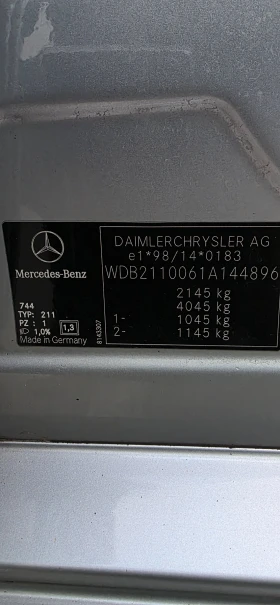 DAIMLERCHRYSLER AG
e1*98/14*0183
WDB2110061A144896
2145 kg
4045 kg
1- 1045 kg
2- 1145 kg
Mercedes-Benz
744
TYP: 211
PZ : 1
1,0% 1,3
Made in Germany
8143307